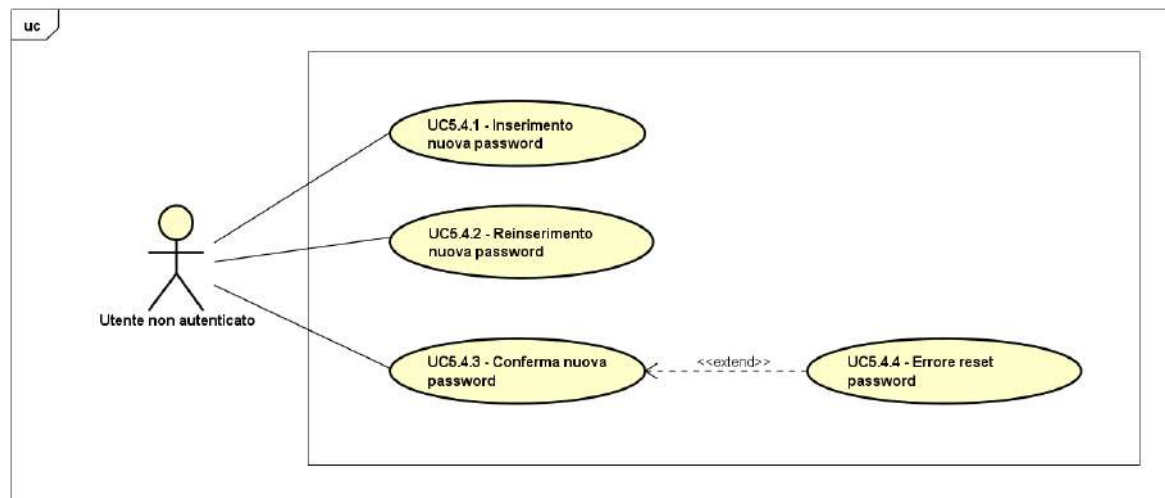 uc
UC5.4.1 - Inserimento
nuova password
UC5.4.2 - Reinserimento
nuova password
Utente non autenticato
UC5.4.3 - Conferma nuova
password
<<extend>>
UC5.4.4 - Errore reset
password